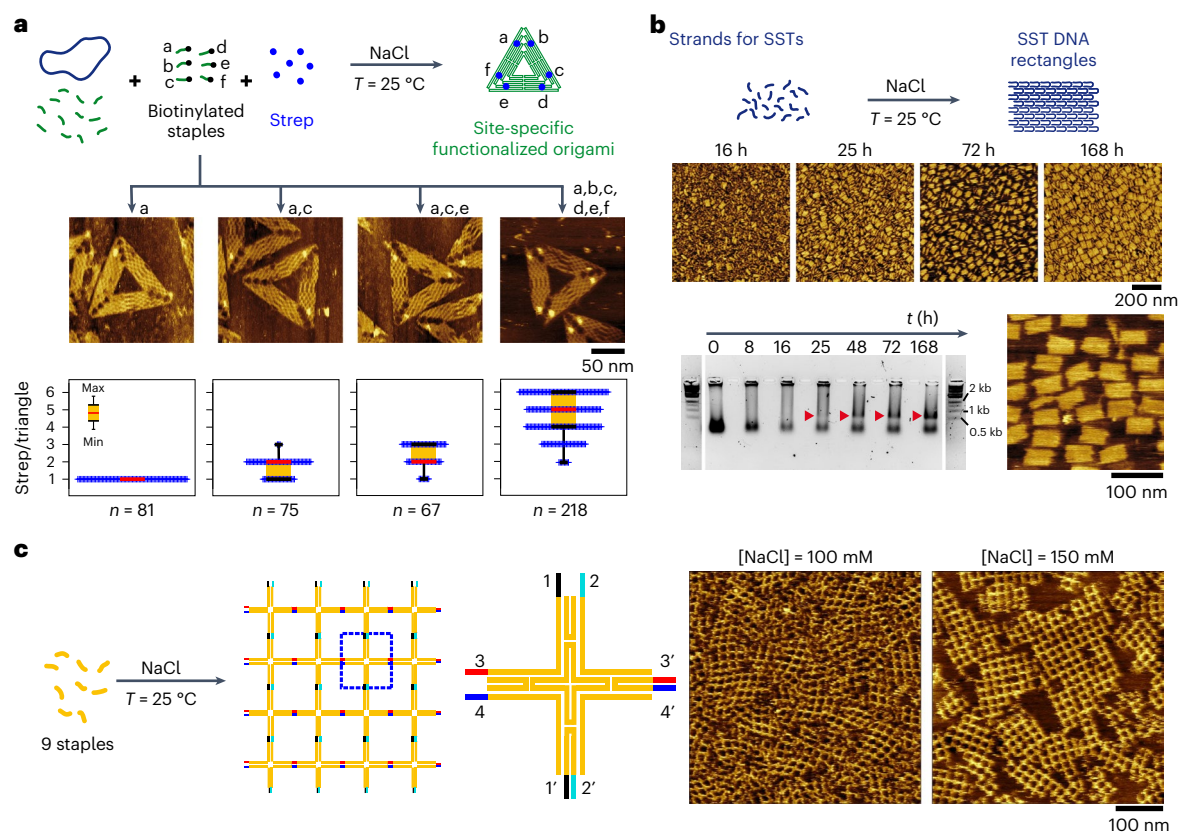 a
a
b
c
d
e
f
+
+
Biotinylated
staples
Strep
NaCl
T = 25 °C
a
b
f
c
e
d
Site-specific
functionalized origami
a
a,c
a,c,e
a,b,c,
d,e,f
50 nm
Strep/triangle
6
5
4
3
2
1
Max
Min
n = 81
n = 75
n = 67
n = 218
b
Strands for SSTs
NaCl
T = 25 °C
SST DNA
rectangles
16 h
25 h
72 h
168 h
200 nm
t (h)
0
8
16
25
48
72
168
2 kb
1 kb
0.5 kb
100 nm
c
9 staples
NaCl
T = 25 °C
1
2
3
3′
4
4′
1′
2′
[NaCl] = 100 mM
[NaCl] = 150 mM
100 nm